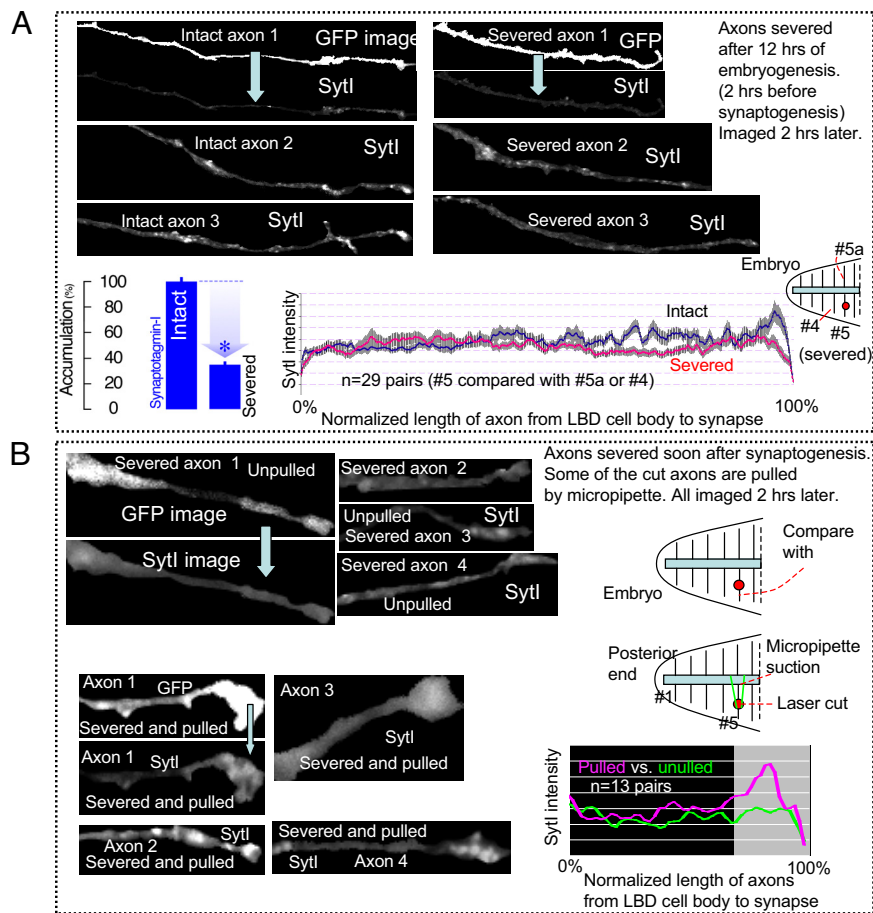 A
Intact axon 1
GFP image
SytI
Intact axon 2
SytI
Intact axon 3
SytI
Severed axon 1
GFP
SytI
Severed axon 2
SytI
Severed axon 3
SytI
Axons severed
after 12 hrs of
embryogenesis.
(2 hrs before
synaptogenesis)
Imaged 2 hrs later.
Accumulation(%)
Synaptotagmin-I
100
80
60
40
20
0
Intact
*
Severed
SytI intensity
Intact
Severed
n=29 pairs (#5 compared with #5a or #4)
0%
100%
Normalized length of axon from LBD cell body to synapse
#5a
Embryo
#4
#5
(severed)
B
Severed axon 1
Unpulled
GFP image
SytI image
Severed axon 2
Unpulled
SytI
Severed axon 3
Severed axon 4
Unpulled
SytI
Axons severed soon after synaptogenesis.
Some of the cut axons are pulled
by micropipette. All imaged 2 hrs later.
Compare
with
Embryo
Posterior
end
Micropipette
suction
#1
Laser cut
#5
Axon 1
GFP
Severed and pulled
Axon 1
SytI
Severed and pulled
SytI
Axon 2
Severed and pulled
Axon 3
SytI
Severed and pulled
Severed and pulled
SytI
Axon 4
SytI intensity
Pulled vs. unulled
n=13 pairs
0%
100%
Normalized length of axons
from LBD cell body to synapse